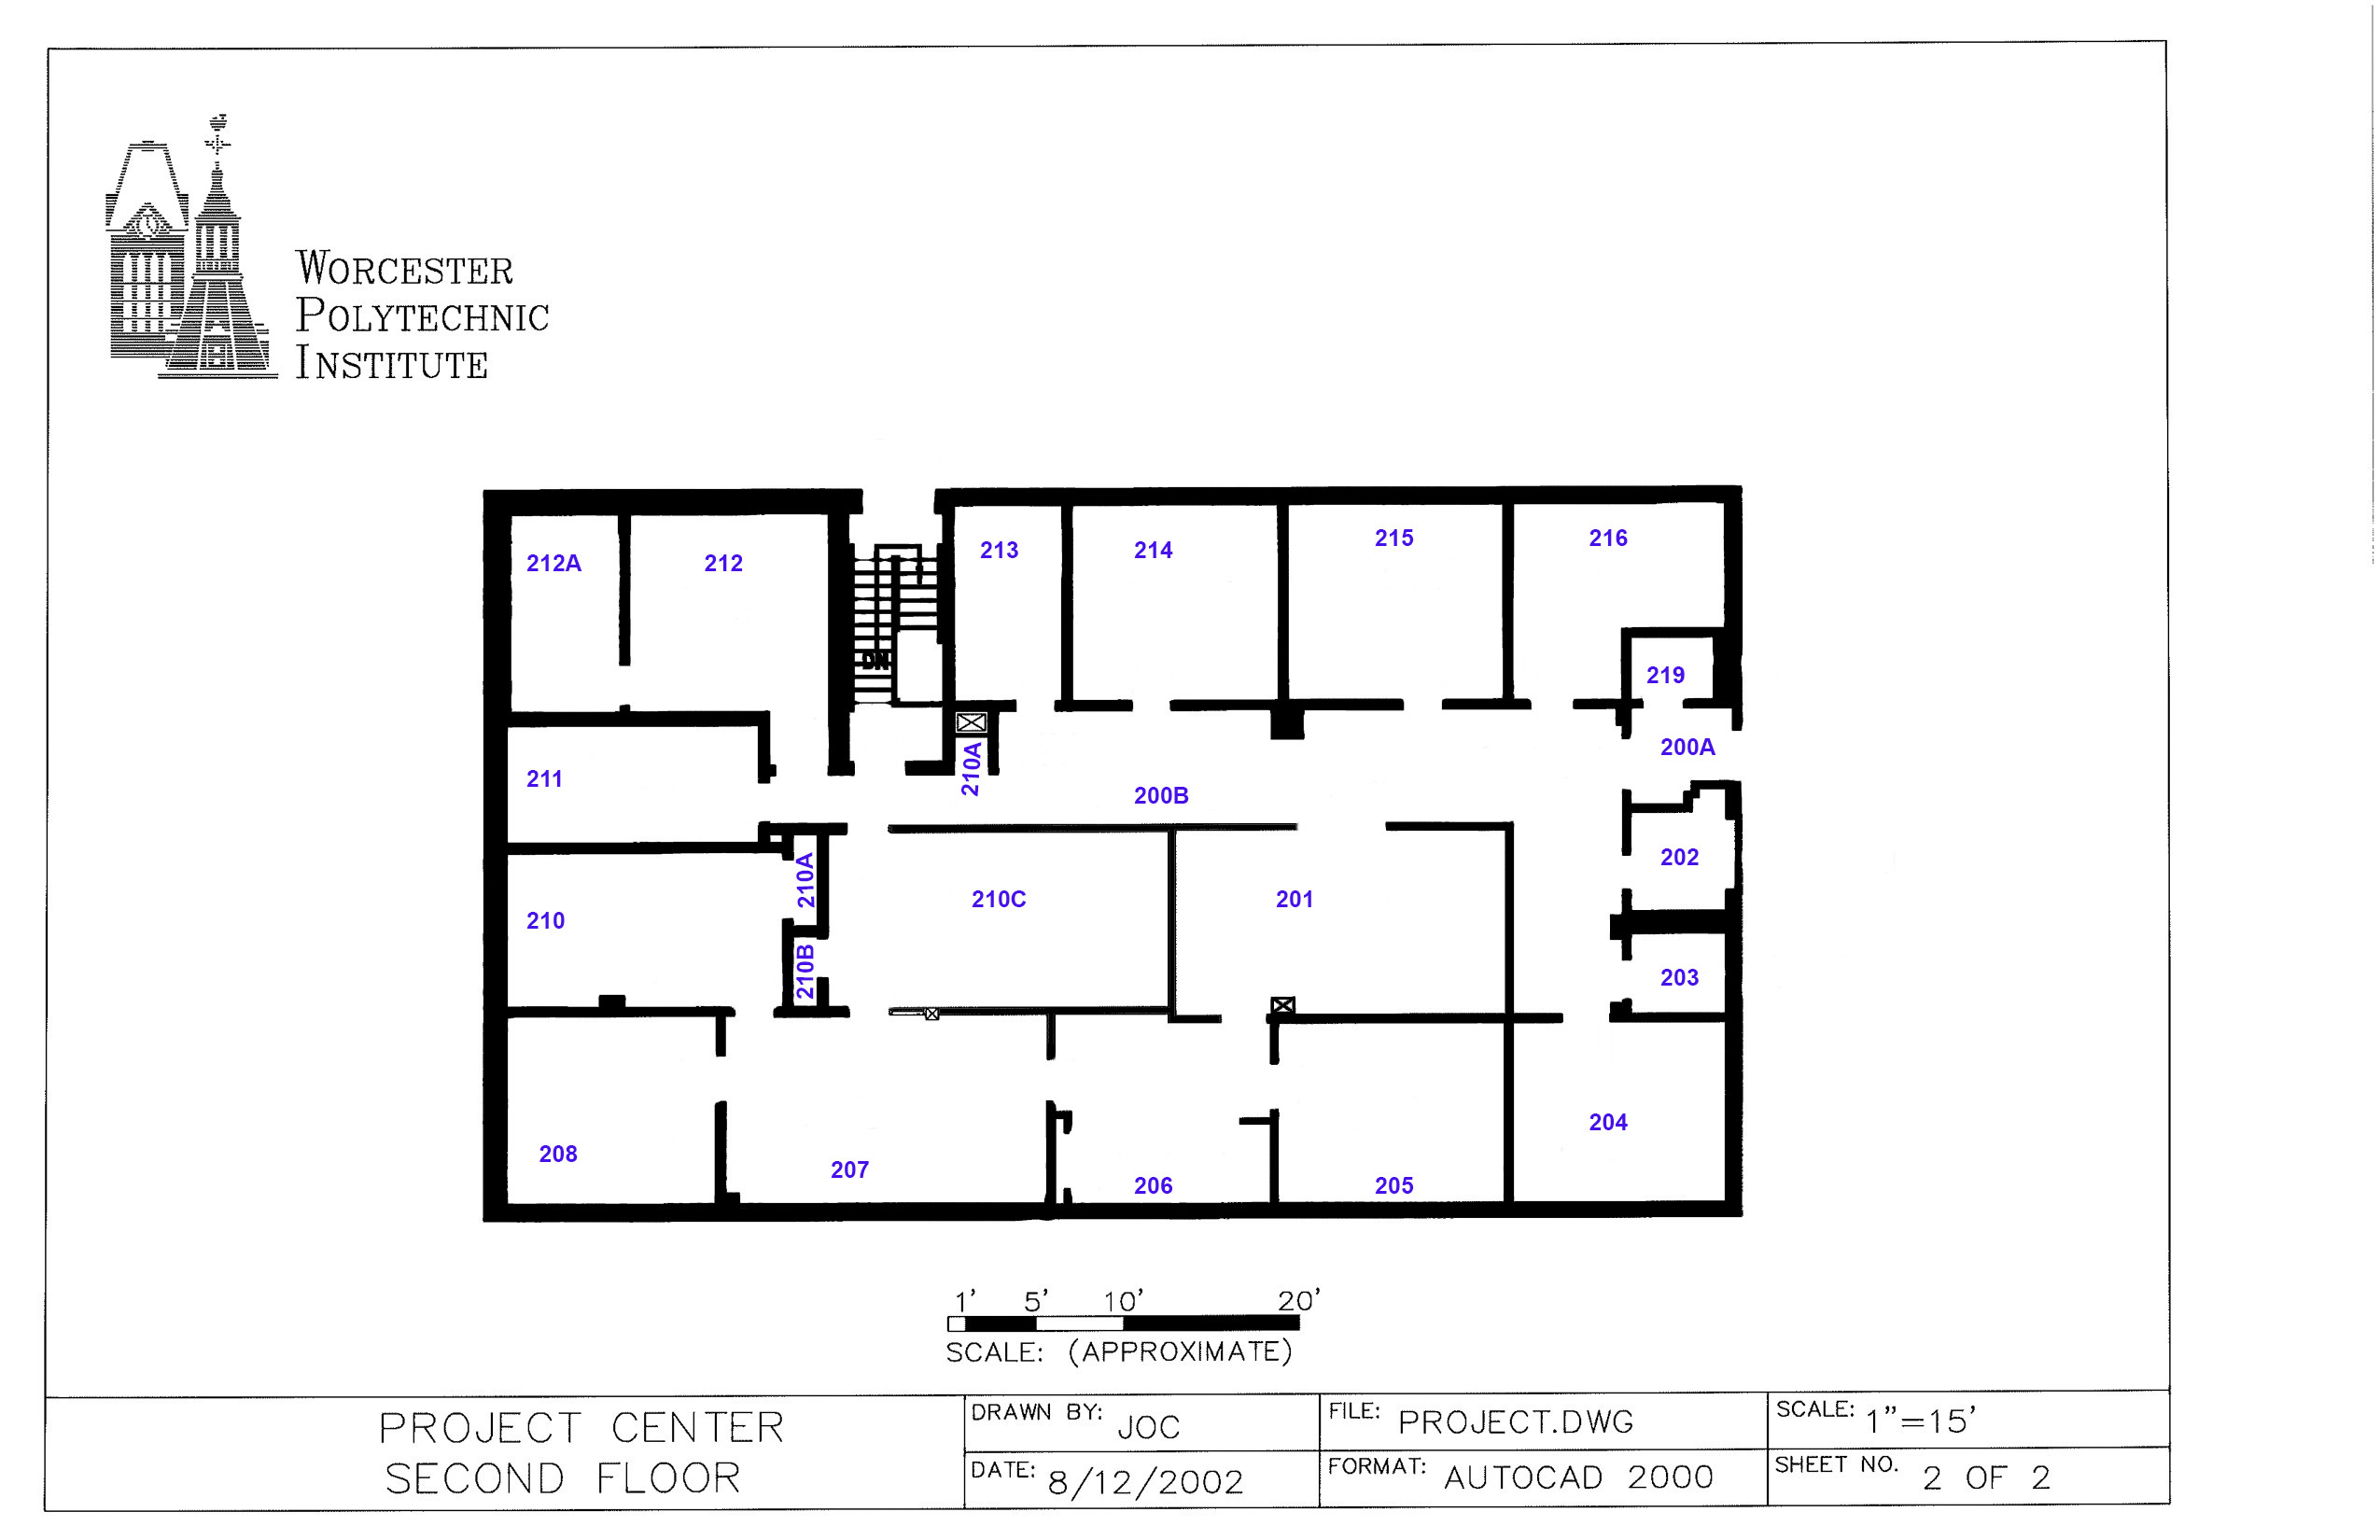 WORCESTER
POLYTECHNIC
INSTITUTE
212A
212
213
214
215
216
DN
219
210A
200A
211
200B
202
210A
210C
201
210
210B
203
204
208
207
206
205
1' 5' 10' 20'
SCALE: (APPROXIMATE)
PROJECT CENTER
SECOND FLOOR
DRAWN BY: JOC
DATE: 8/12/2002
FILE: PROJECT.DWG
FORMAT: AUTOCAD 2000
SCALE: 1"=15'
SHEET NO. 2 OF 2